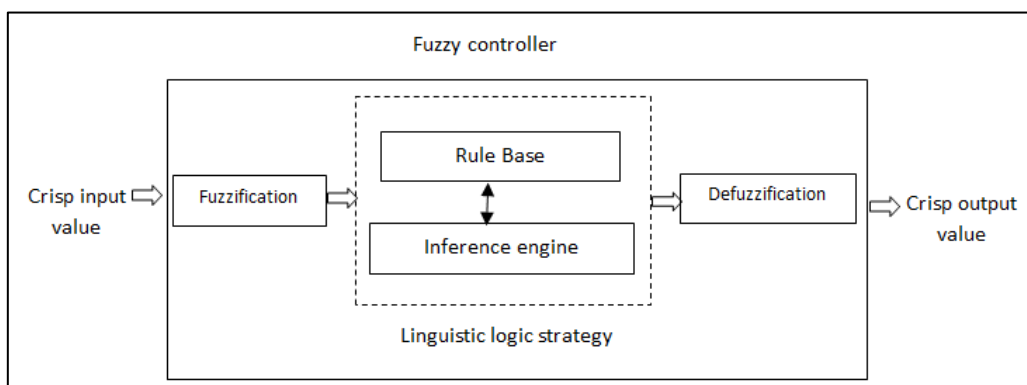 Fuzzy controller
Crisp input
value
Fuzzification
Rule Base
Inference engine
Linguistic logic strategy
Defuzzification
Crisp output
value